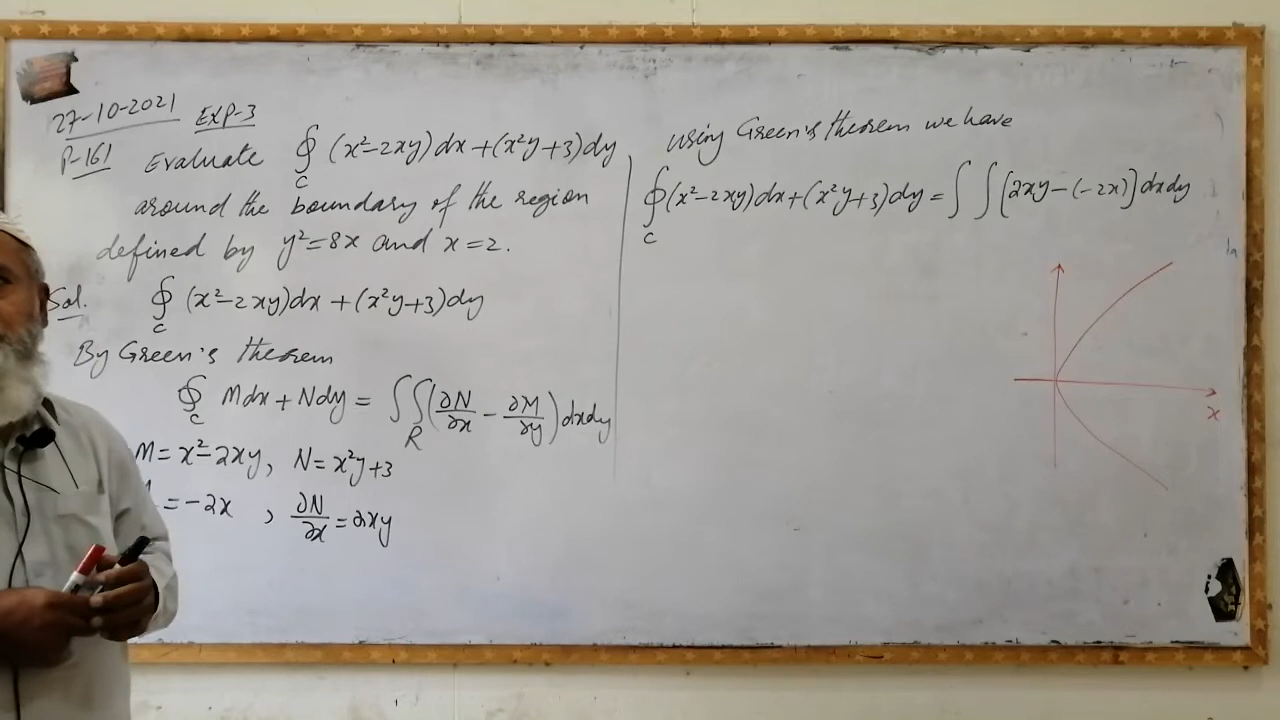 27-10-2021 EXP-3
P-161 Evaluate ∮ (x²-2xy)dx+(x²y+3)dy
C
around the boundary of the region
defined by y²=8x and x=2.
Sol. ∮ (x²-2xy)dx+(x²y+3)dy
C
By Green's theorem
∮ Mdx+Ndy = ∫∫(∂N/∂x - ∂M/∂y)dxdy
C R
M=x²-2xy, N=x²y+3
=-2x , ∂N/∂x=2xy
using Green's theorem we have
∮(x²-2xy)dx+(x²y+3)dy=∫∫[2xy-(-2x)]dxdy
C
x